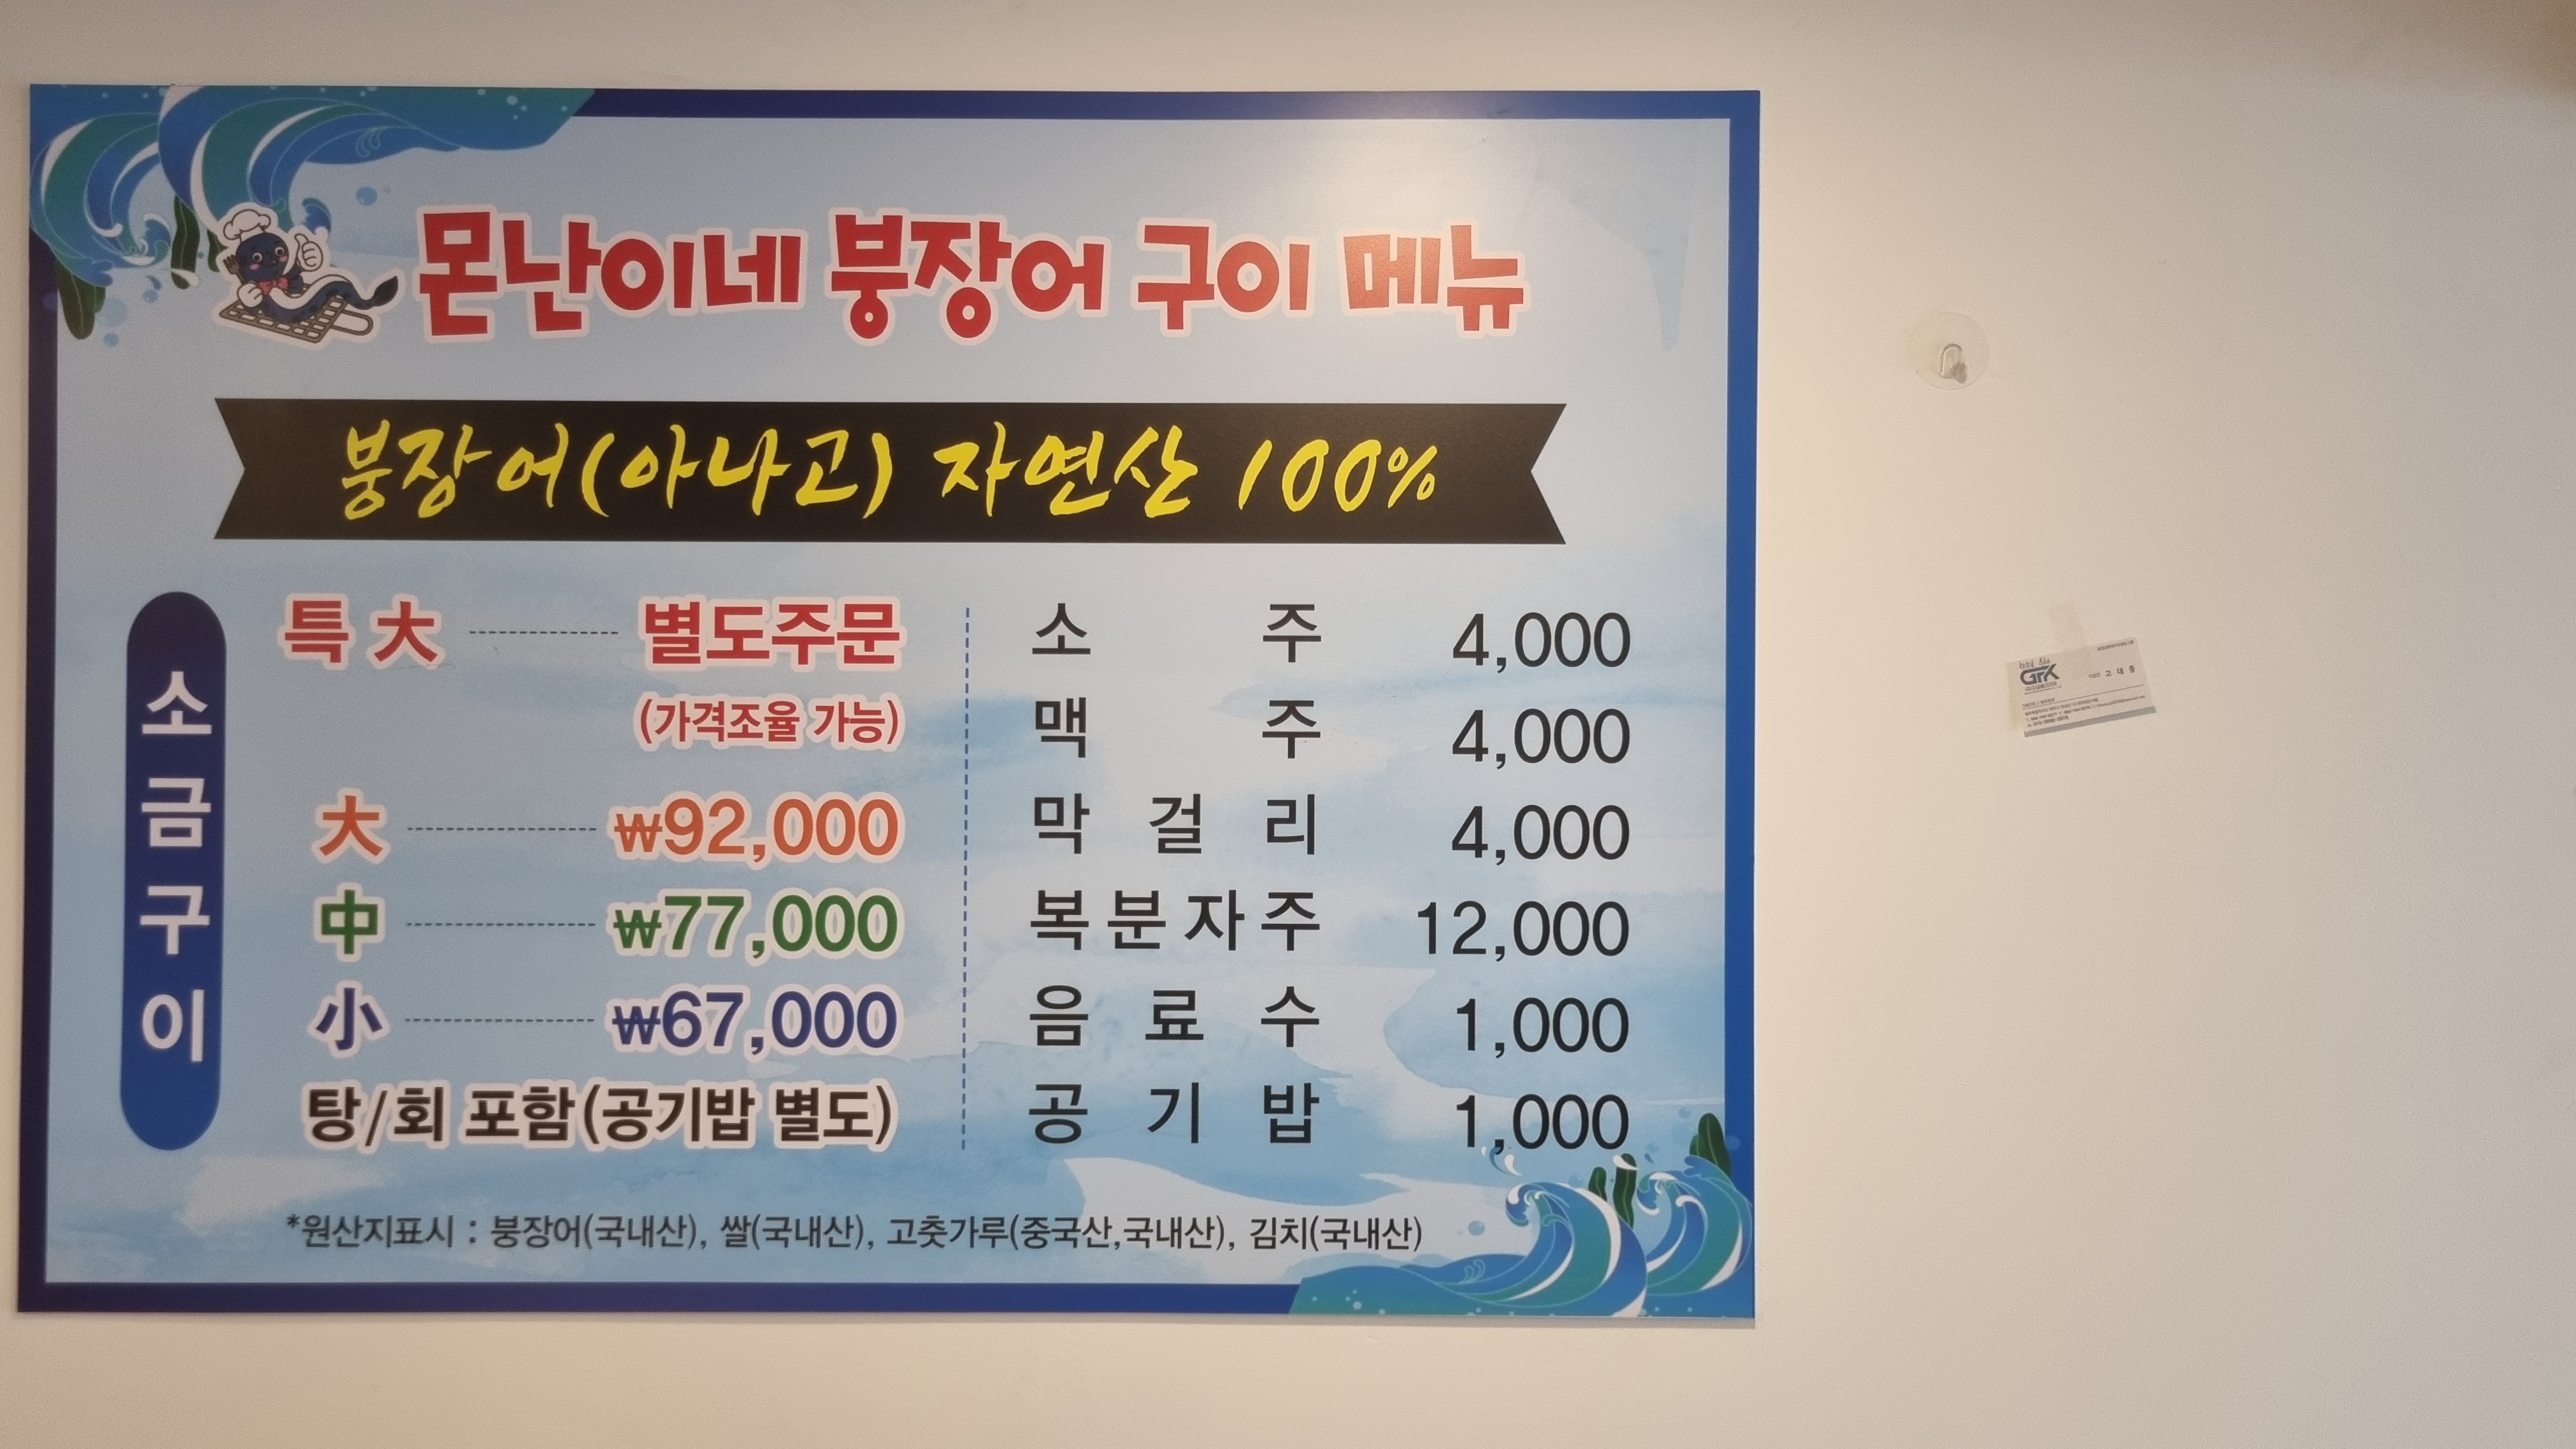 몬난이네 붕장어 구이 메뉴
붕장어(아나고) 자연산 100%
소금구이
특大 별도주문
(가격조율 가능)
大 ₩92,000
中 ₩77,000
小 ₩67,000
탕/회 포함(공기밥 별도)
소주 4,000
맥주 4,000
막걸리 4,000
복분자주 12,000
음료수 1,000
공기밥 1,000
*원산지표시 : 붕장어(국내산), 쌀(국내산), 고춧가루(중국산,국내산), 김치(국내산)
GTK